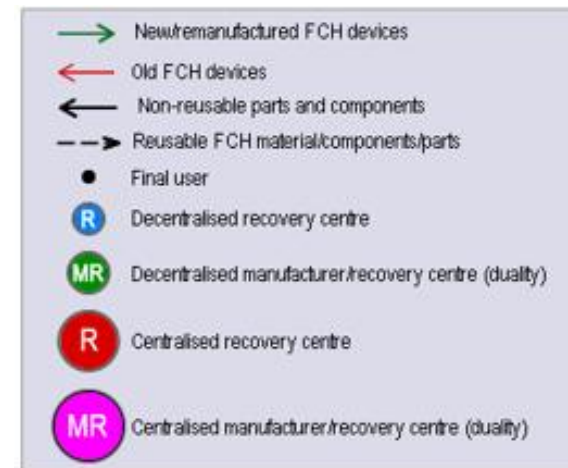 New/remanufactured FCH devices
Old FCH devices
Non-reusable parts and components
Reusable FCH material/components/parts
Final user
R Decentralised recovery centre
MR Decentralised manufacturer/recovery centre (duality)
R Centralised recovery centre
MR Centralised manufacturer/recovery centre (duality)